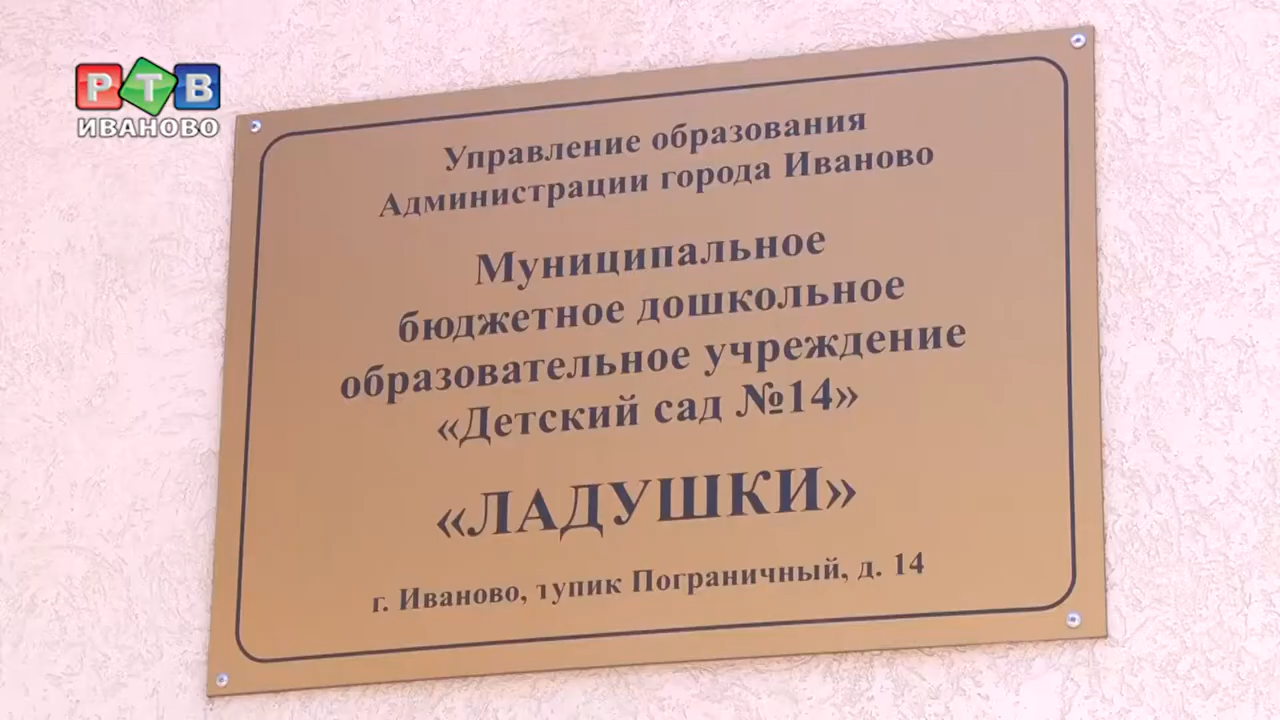 РТВ
ИВАНОВО
Управление образования
Администрации города Иваново
Муниципальное
бюджетное дошкольное
образовательное учреждение
«Детский сад №14»
«ЛАДУШКИ»
г. Иваново, тупик Пограничный, д. 14